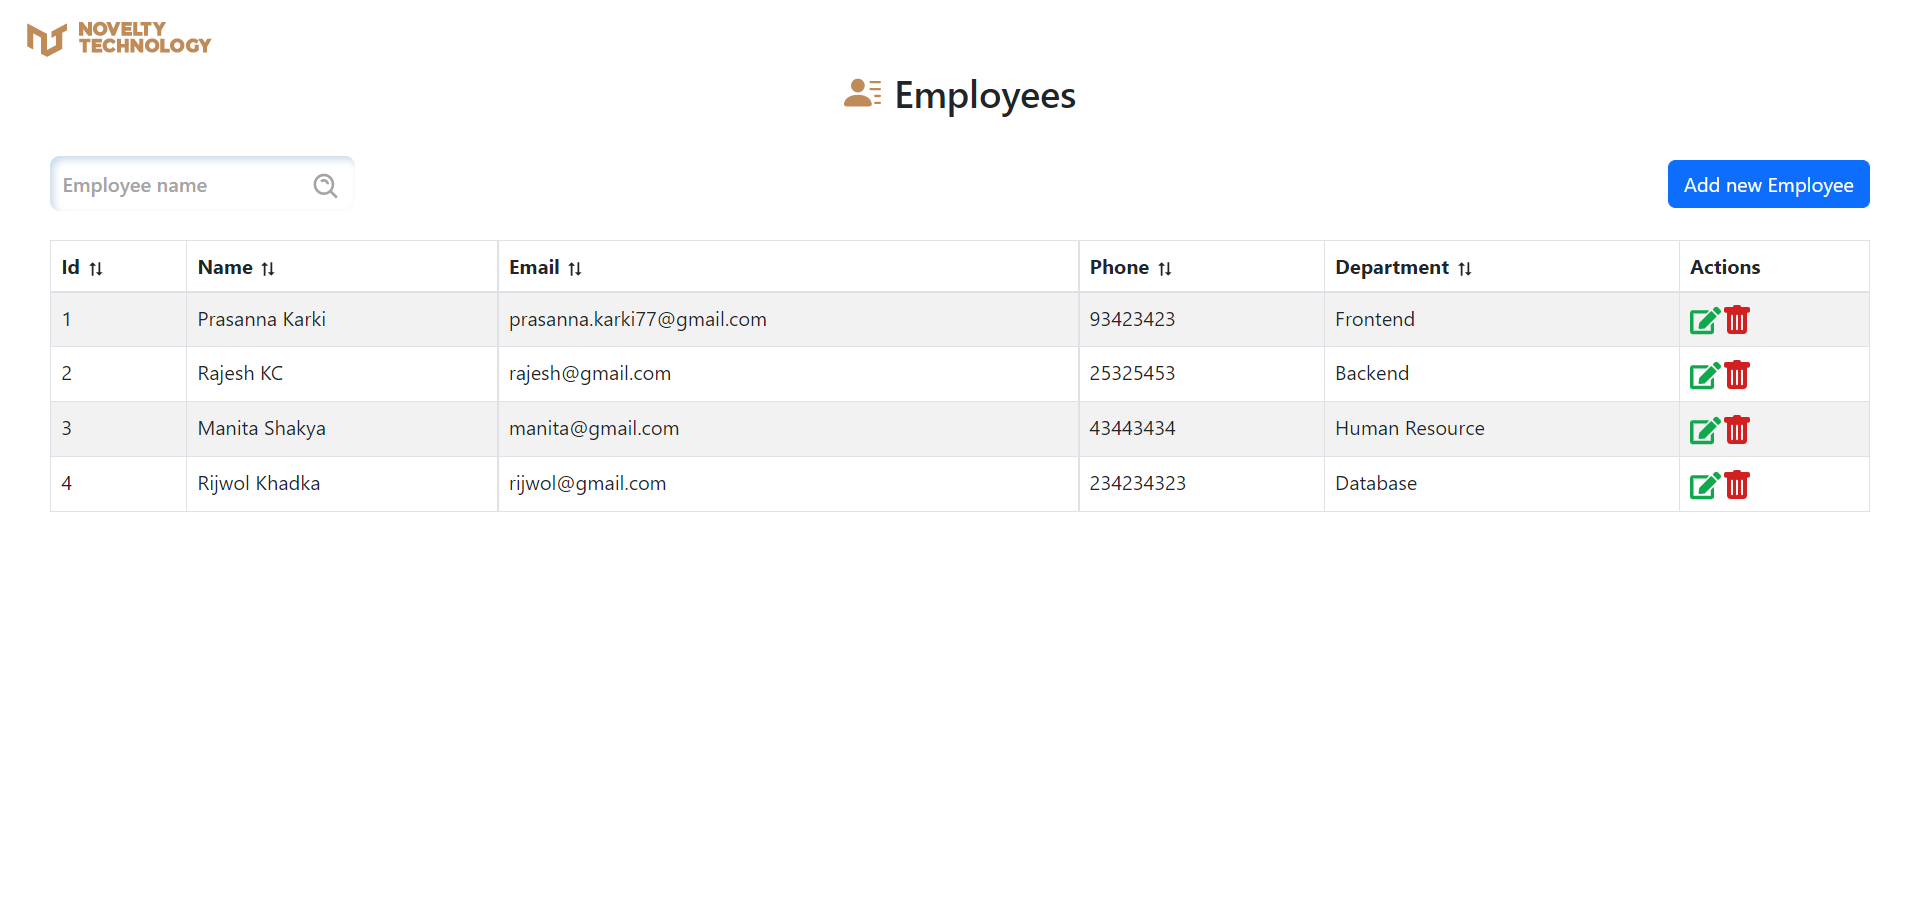 NOVELTY
TECHNOLOGY
Employees
Employee name
Add new Employee
Id Name Email Phone Department Actions
1 Prasanna Karki prasanna.karki77@gmail.com 93423423 Frontend
2 Rajesh KC rajesh@gmail.com 25325453 Backend
3 Manita Shakya manita@gmail.com 43443434 Human Resource
4 Rijwol Khadka rijwol@gmail.com 234234323 Database